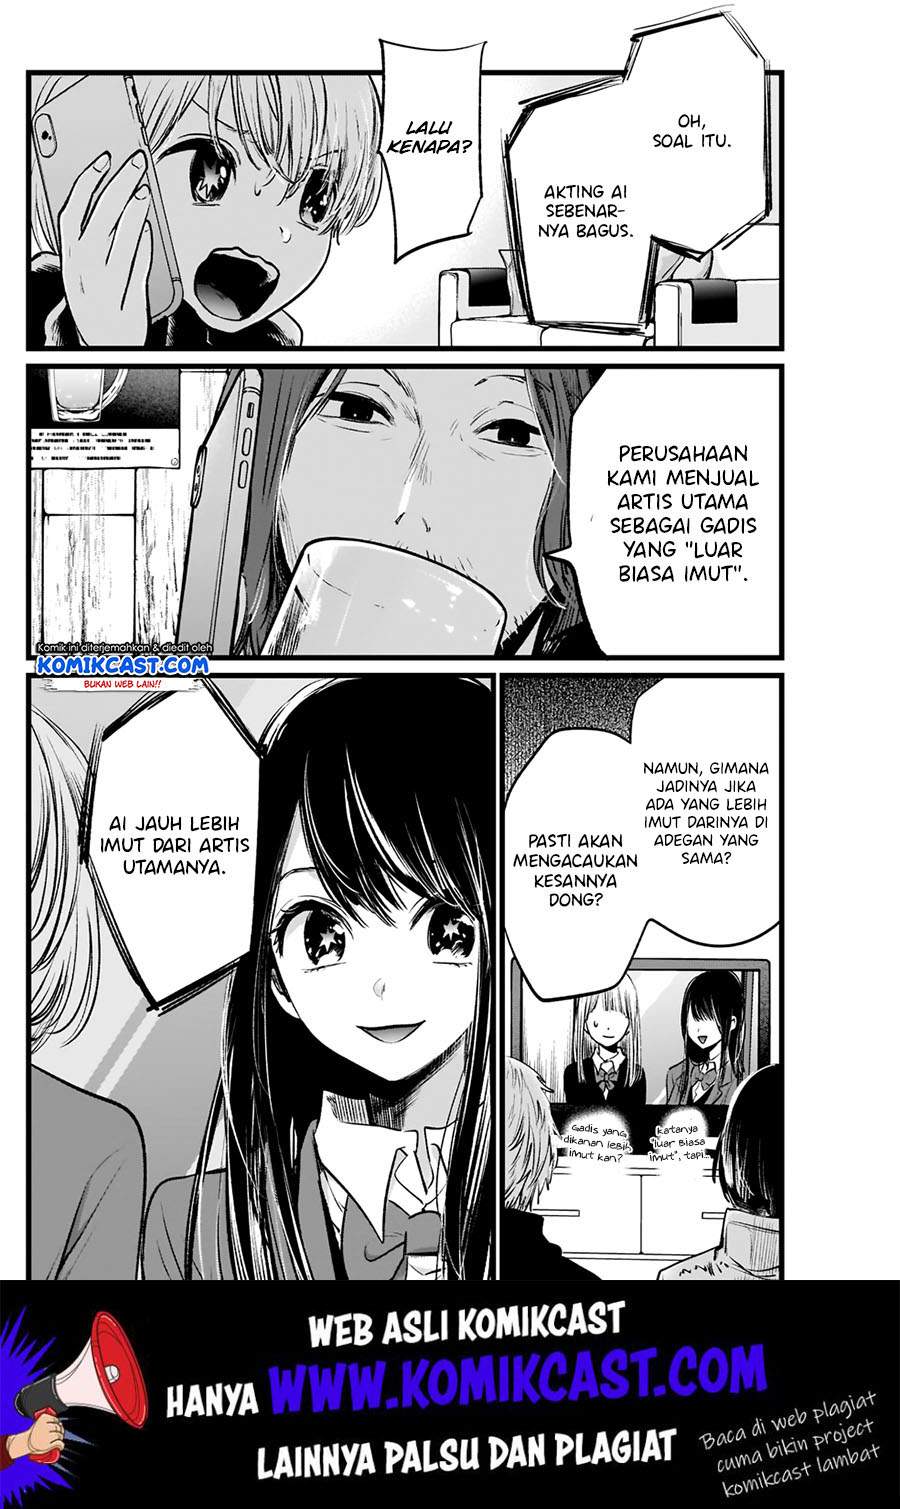 OH,
SOAL ITU.
AKTING AI
SEBENAR-
NYA BAGUS.
LALU
KENAPA?
PERUSAHAAN
KAMI MENJUAL
ARTIS UTAMA
SEBAGAI GADIS
YANG "LUAR
BIASA IMUT".
Komik ini diterjemahkan & diedit oleh
KOMIKCAST.COM
BUKAN WEB LAIN!!
NAMUN, GIMANA
JADINYA JIKA
ADA YANG LEBIH
IMUT DARINYA DI
ADEGAN YANG
SAMA?
PASTI AKAN
MENGACAUKAN
KESANNYA
DONG?
katanya
"luar biasa
imut", tapi...
Gadis yang
dikanan lebih
imut kan?
AI JAUH LEBIH
IMUT DARI ARTIS
UTAMANYA.
WEB ASLI KOMIKCAST
HANYA WWW.KOMIKCAST.COM
LAINNYA PALSU DAN PLAGIAT
Baca di web plagiat
cuma bikin project
komikcast lambat